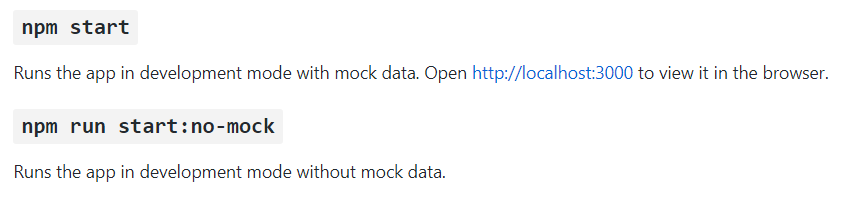 npm start
Runs the app in development mode with mock data. Open http://localhost:3000 to view it in the browser.
npm run start:no-mock
Runs the app in development mode without mock data.